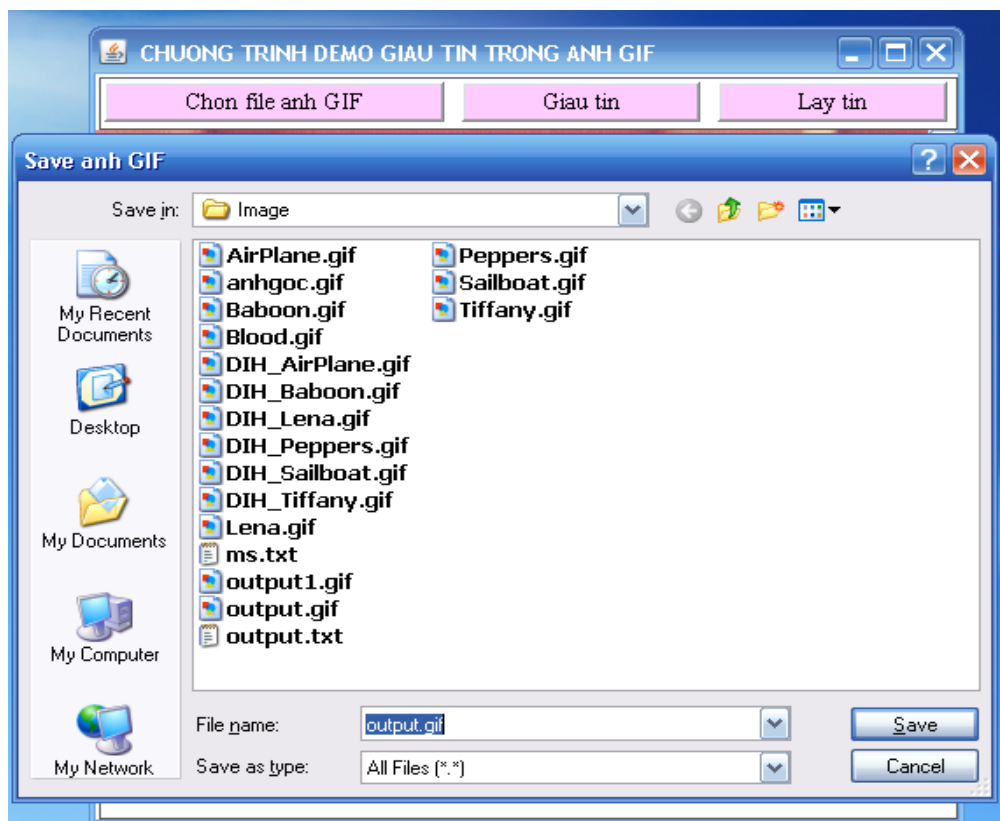 CHUONG TRINH DEMO GIAU TIN TRONG ANH GIF
Chon file anh GIF Giau tin Lay tin
Save anh GIF
Save in: Image
My Recent Documents
Desktop
My Documents
My Computer
My Network
AirPlane.gif
anhgoc.gif
Baboon.gif
Blood.gif
DIH_AirPlane.gif
DIH_Baboon.gif
DIH_Lena.gif
DIH_Peppers.gif
DIH_Sailboat.gif
DIH_Tiffany.gif
Lena.gif
ms.txt
output1.gif
output.gif
output.txt
Peppers.gif
Sailboat.gif
Tiffany.gif
File name: output.gif Save
Save as type: All Files (*.*) Cancel